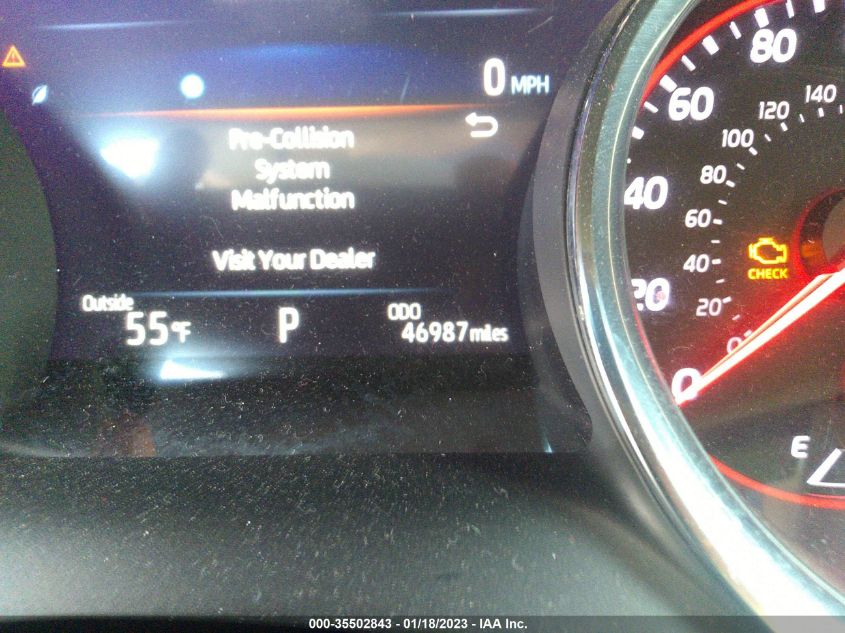 0 MPH
Pre-Collision
System
Malfunction
Visit Your Dealer
Outside
55°F
P
ODO
46987 miles
80
60
40
20
0
140
120
100
80
60
40
20
0
CHECK
E
000-35502843 - 01/18/2023 - IAA Inc.